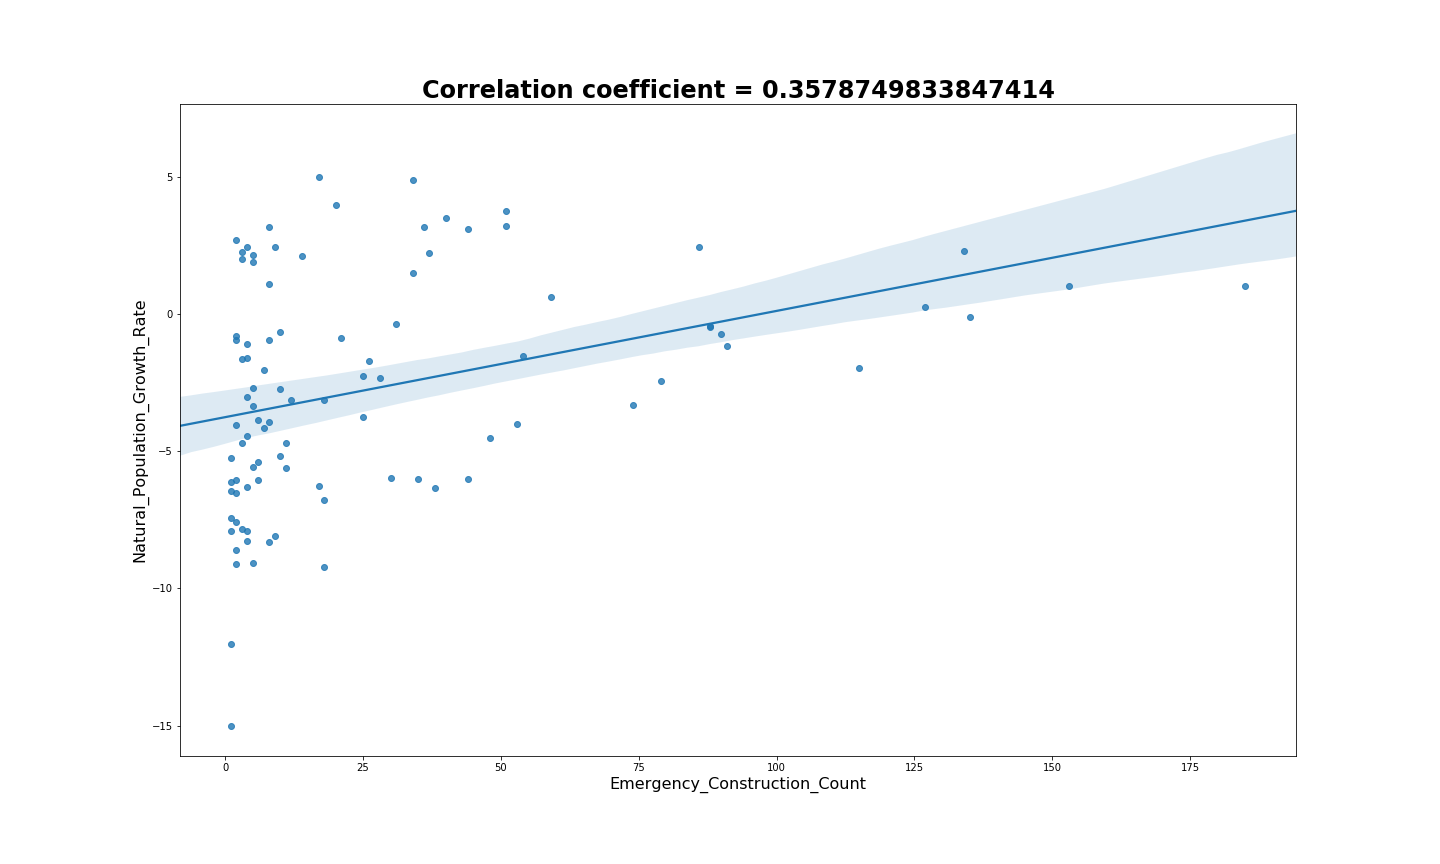 Correlation coefficient = 0.3578749833847414
Natural_Population_Growth_Rate
5
0
−5
−10
−15
0 25 50 75 100 125 150 175
Emergency_Construction_Count